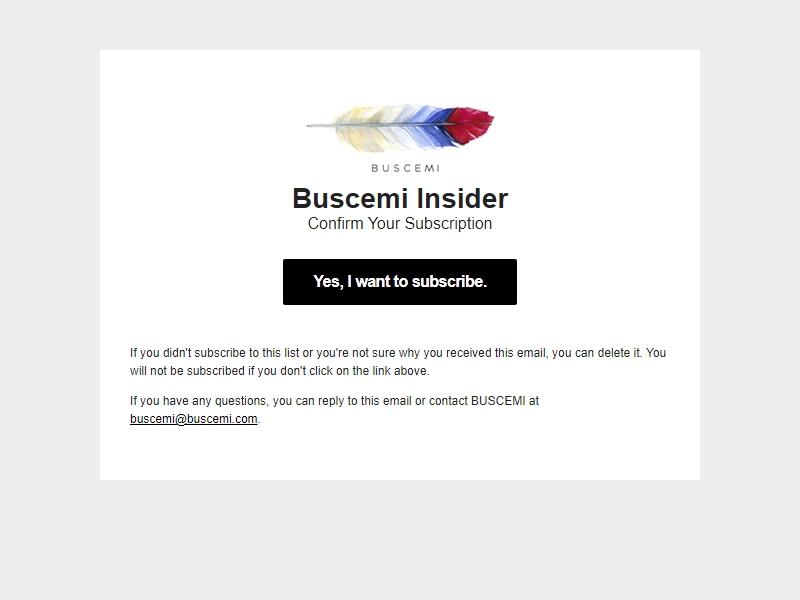 BUSCEMI
Buscemi Insider
Confirm Your Subscription
Yes, I want to subscribe.
If you didn't subscribe to this list or you're not sure why you received this email, you can delete it. You
will not be subscribed if you don't click on the link above.
If you have any questions, you can reply to this email or contact BUSCEMI at
buscemi@buscemi.com.